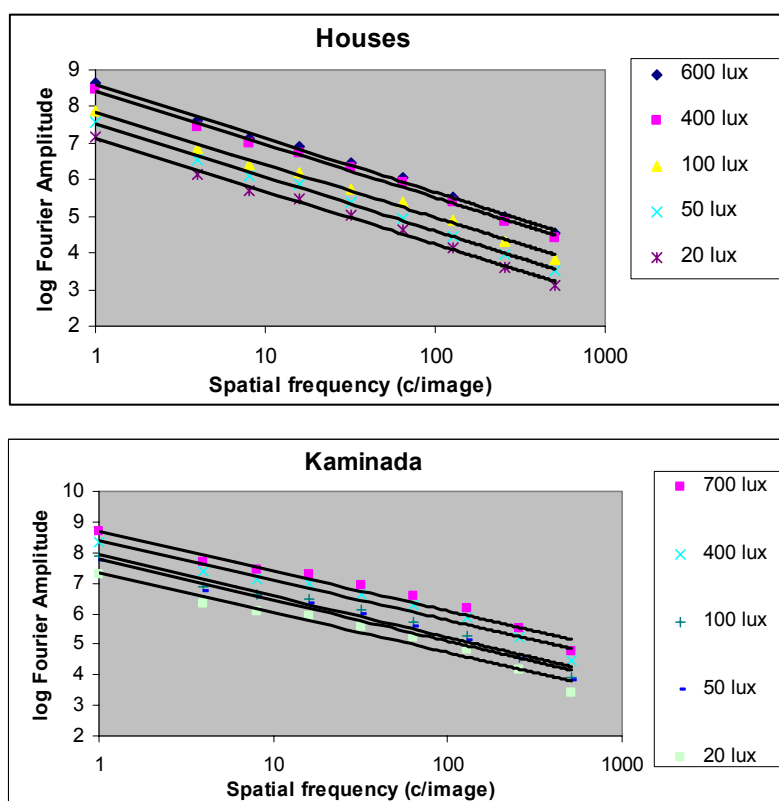 Houses
log Fourier Amplitude
9
8
7
6
5
4
3
2
1 10 100 1000
Spatial frequency (c/image)
600 lux
400 lux
100 lux
50 lux
20 lux
Kaminada
log Fourier Amplitude
10
9
8
7
6
5
4
3
2
1 10 100 1000
Spatial frequency (c/image)
700 lux
400 lux
100 lux
50 lux
20 lux